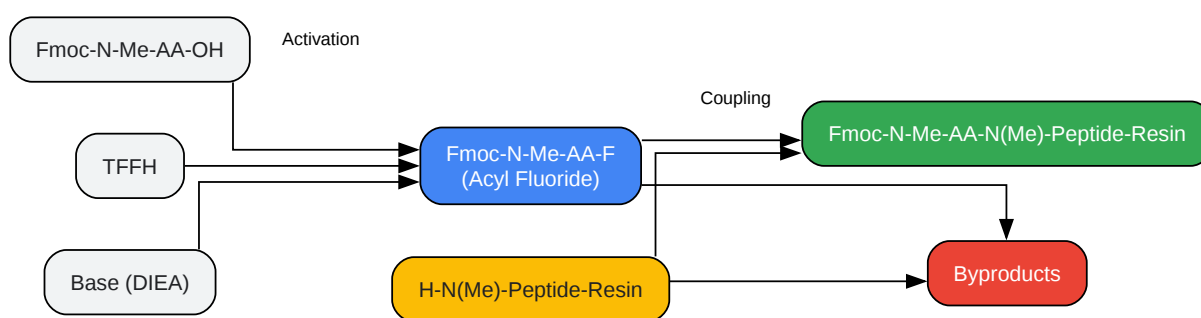 Fmoc-N-Me-AA-OH
Activation
TFFH
Base (DIEA)
Fmoc-N-Me-AA-F
(Acyl Fluoride)
H-N(Me)-Peptide-Resin
Coupling
Fmoc-N-Me-AA-N(Me)-Peptide-Resin
Byproducts